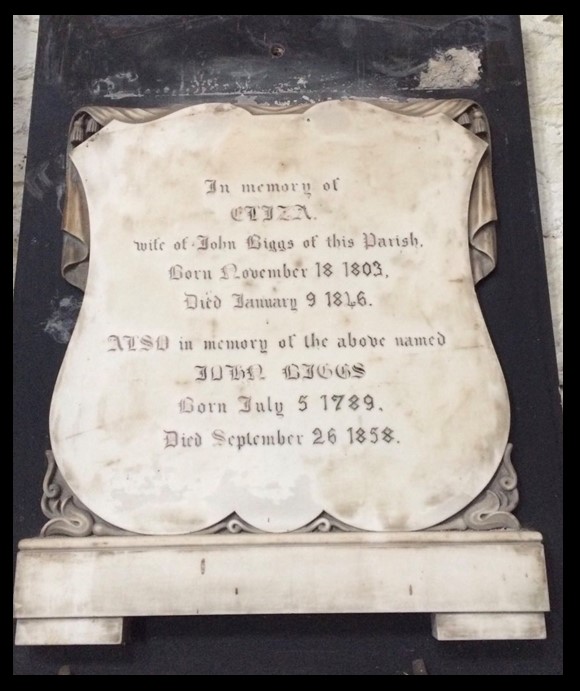 In memory of
ELIZA.
wife of John Biggs of this Parish.
Born November 18 1803,
Died January 9 1846.
ALSO in memory of the above named
JOHN BIGGS
Born July 5 1789.
Died September 26 1858.